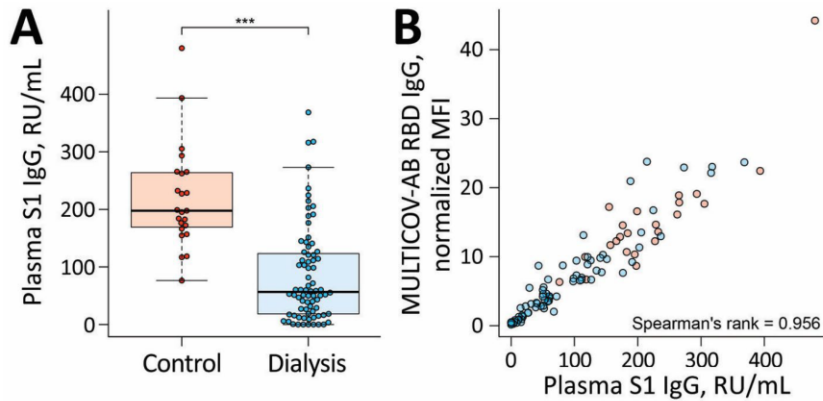 A
Plasma S1 IgG, RU/mL
400
300
200
100
0
***
Control
Dialysis
B
MULTICOV-AB RBD IgG,
normalized MFI
40
30
20
10
0
Spearman's rank = 0.956
0
100
200
300
400
Plasma S1 IgG, RU/mL